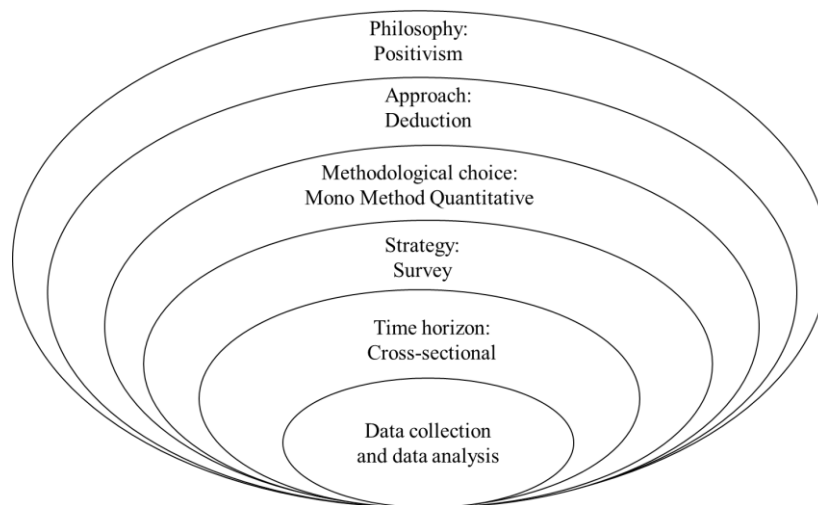 Philosophy:
Positivism
Approach:
Deduction
Methodological choice:
Mono Method Quantitative
Strategy:
Survey
Time horizon:
Cross-sectional
Data collection
and data analysis